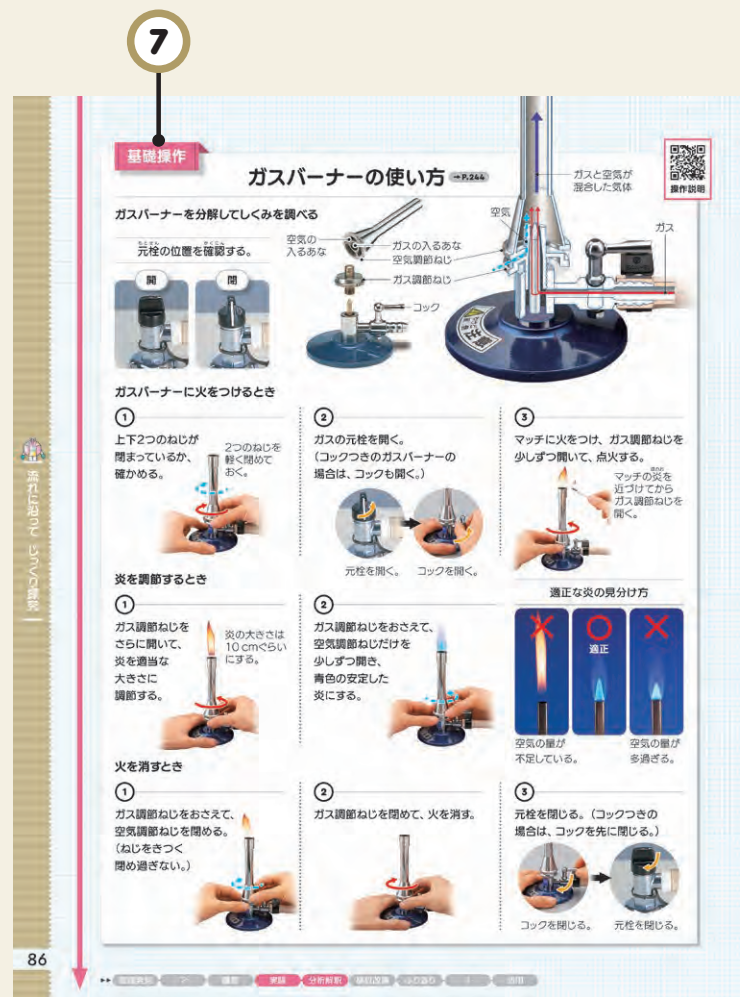 7
基礎操作
ガスバーナーの使い方 →P.244
操作説明
ガスと空気が
混合した気体
空気
ガス
ガスバーナーを分解してしくみを調べる
もとせん
かくにん
元栓の位置を確認する。
開
閉
空気の
入るあな
ガスの入るあな
空気調節ねじ
ガス調節ねじ
コック
ガスバーナーに火をつけるとき
1
上下2つのねじが
閉まっているか、
確かめる。
2つのねじを
軽く閉めて
おく。
2
ガスの元栓を開く。
(コックつきのガスバーナーの
場合は、コックも開く。)
元栓を開く。
コックを開く。
3
マッチに火をつけ、ガス調節ねじを
少しずつ開いて、点火する。
ほのお
マッチの炎を
近づけてから
ガス調節ねじを
開く。
炎を調節するとき
1
ガス調節ねじを
さらに開いて、
炎を適当な
大きさに
調節する。
炎の大きさは
10 cmぐらい
にする。
2
ガス調節ねじをおさえて、
空気調節ねじだけを
少しずつ開き、
青色の安定した
炎にする。
適正な炎の見分け方
適正
空気の量が
不足している。
空気の量が
多過ぎる。
火を消すとき
1
ガス調節ねじをおさえて、
空気調節ねじを閉める。
(ねじをきつく
閉め過ぎない。)
2
ガス調節ねじを閉めて、火を消す。
3
元栓を閉じる。(コックつきの
場合は、コックを先に閉じる。)
コックを閉じる。
元栓を閉じる。
流れに沿って じっくり探究
86
実験
分析解釈